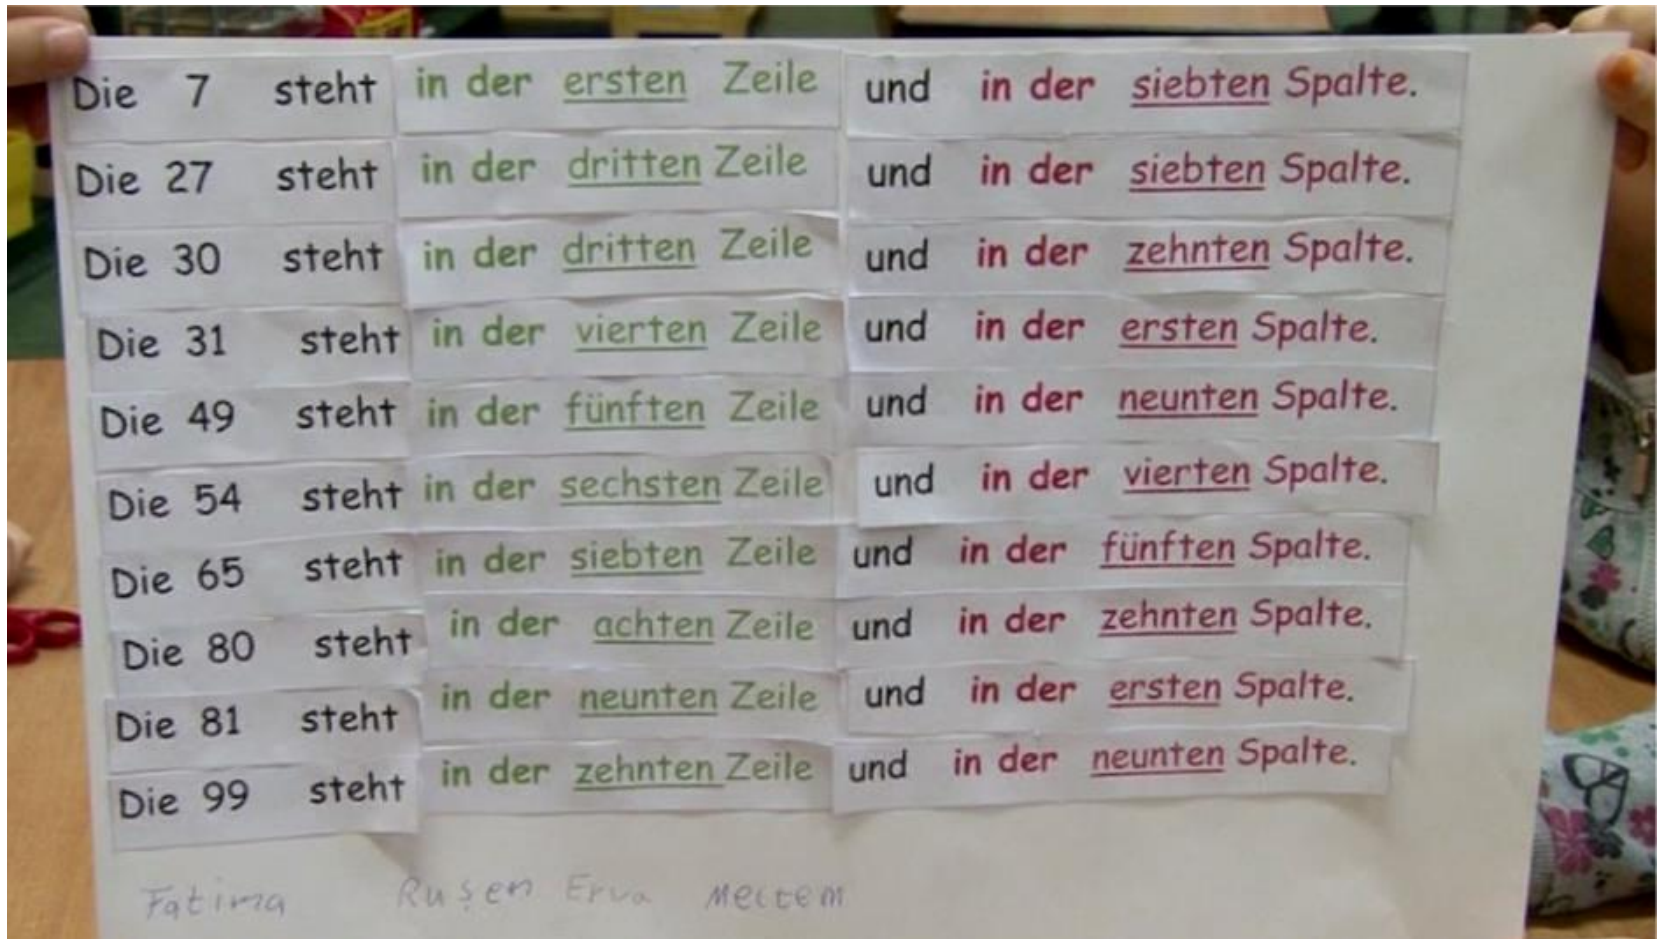 Die 7 steht in der ersten Zeile und in der siebten Spalte.
Die 27 steht in der dritten Zeile und in der siebten Spalte.
Die 30 steht in der dritten Zeile und in der zehnten Spalte.
Die 31 steht in der vierten Zeile und in der ersten Spalte.
Die 49 steht in der fünften Zeile und in der neunten Spalte.
Die 54 steht in der sechsten Zeile und in der vierten Spalte.
Die 65 steht in der siebten Zeile und in der fünften Spalte.
Die 80 steht in der achten Zeile und in der zehnten Spalte.
Die 81 steht in der neunten Zeile und in der ersten Spalte.
Die 99 steht in der zehnten Zeile und in der neunten Spalte.
Fatima Ruşen Erva Meltem